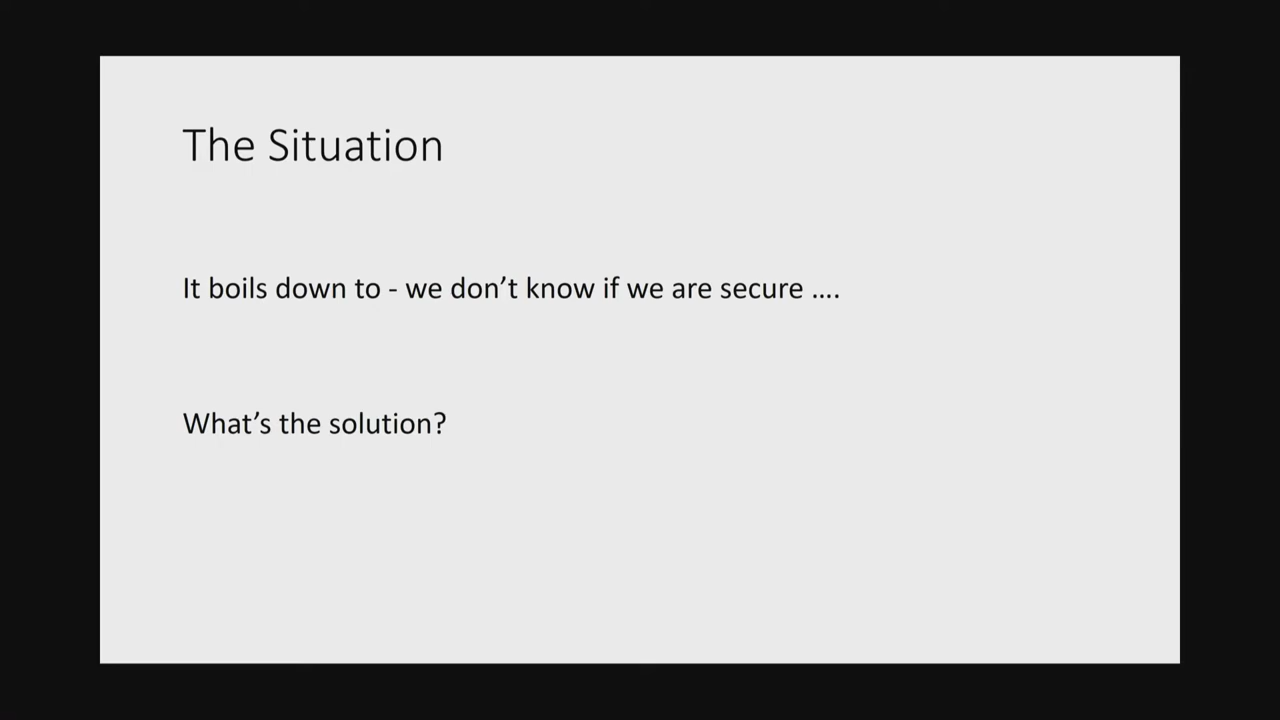 The Situation
It boils down to - we don’t know if we are secure ….
What’s the solution?